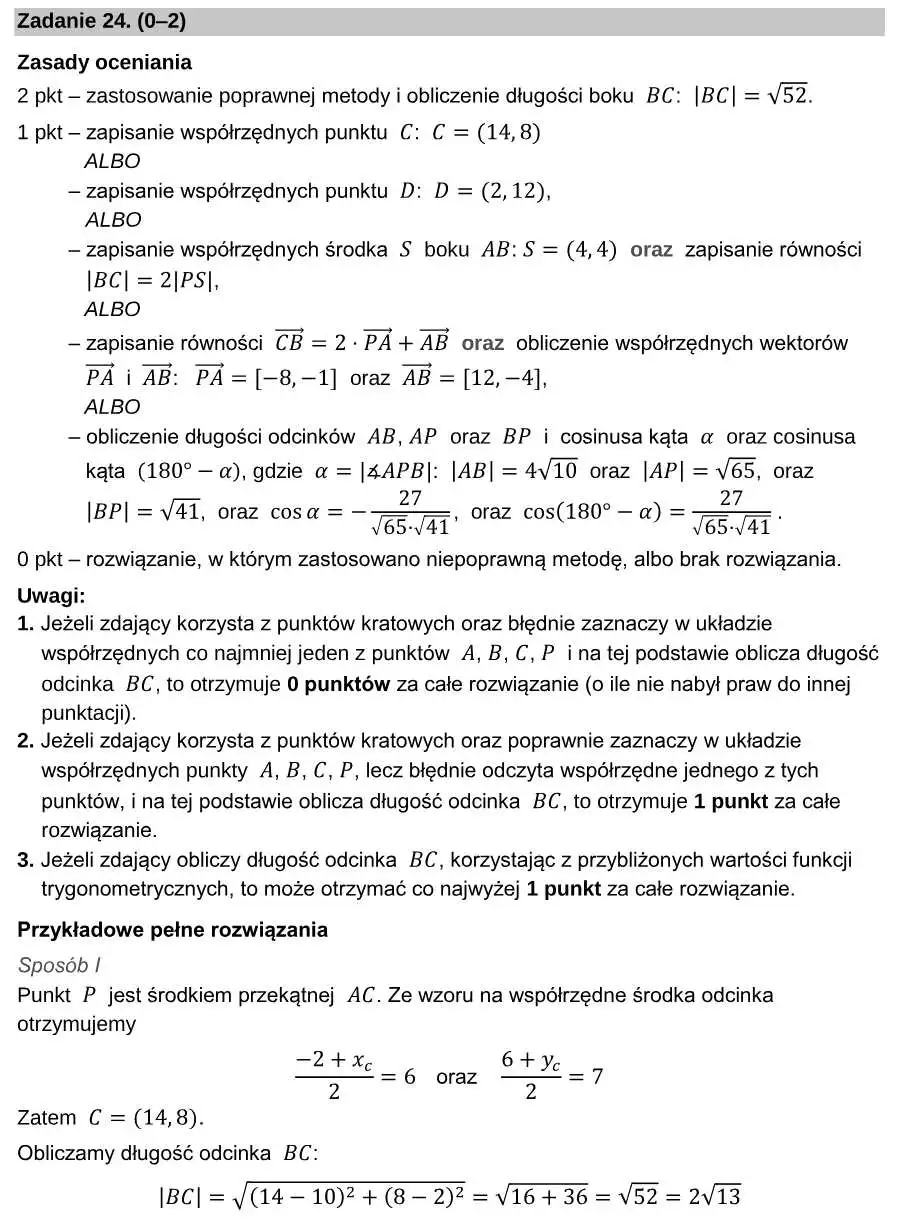 Zadanie 24. (0–2)
Zasady oceniania
2 pkt – zastosowanie poprawnej metody i obliczenie długości boku BC: |BC| = √52.
1 pkt – zapisanie współrzędnych punktu C: C = (14, 8)
ALBO
– zapisanie współrzędnych punktu D: D = (2, 12),
ALBO
– zapisanie współrzędnych środka S boku AB: S = (4, 4) oraz zapisanie równości
|BC| = 2|PS|,
ALBO
– zapisanie równości \overrightarrow{CB} = 2 · \overrightarrow{PA} + \overrightarrow{AB} oraz obliczenie współrzędnych wektorów
\overrightarrow{PA} i \overrightarrow{AB}: \overrightarrow{PA} = [−8, −1] oraz \overrightarrow{AB} = [12, −4],
ALBO
– obliczenie długości odcinków AB, AP oraz BP i cosinusa kąta α oraz cosinusa
kąta (180° − α), gdzie α = |∡APB|: |AB| = 4√10 oraz |AP| = √65, oraz
|BP| = √41, oraz cos α = −\frac{27}{√65·√41}, oraz cos(180° − α) = \frac{27}{√65·√41} .
0 pkt – rozwiązanie, w którym zastosowano niepoprawną metodę, albo brak rozwiązania.
Uwagi:
1. Jeżeli zdający korzysta z punktów kratowych oraz błędnie zaznaczy w układzie
współrzędnych co najmniej jeden z punktów A, B, C, P i na tej podstawie oblicza długość
odcinka BC, to otrzymuje 0 punktów za całe rozwiązanie (o ile nie nabył praw do innej
punktacji).
2. Jeżeli zdający korzysta z punktów kratowych oraz poprawnie zaznaczy w układzie
współrzędnych punkty A, B, C, P, lecz błędnie odczyta współrzędne jednego z tych
punktów, i na tej podstawie oblicza długość odcinka BC, to otrzymuje 1 punkt za całe
rozwiązanie.
3. Jeżeli zdający obliczy długość odcinka BC, korzystając z przybliżonych wartości funkcji
trygonometrycznych, to może otrzymać co najwyżej 1 punkt za całe rozwiązanie.
Przykładowe pełne rozwiązania
Sposób I
Punkt P jest środkiem przekątnej AC. Ze wzoru na współrzędne środka odcinka
otrzymujemy
\frac{−2 + x_c}{2} = 6 oraz \frac{6 + y_c}{2} = 7
Zatem C = (14, 8).
Obliczamy długość odcinka BC:
|BC| = √((14 − 10)² + (8 − 2)²) = √(16 + 36) = √52 = 2√13